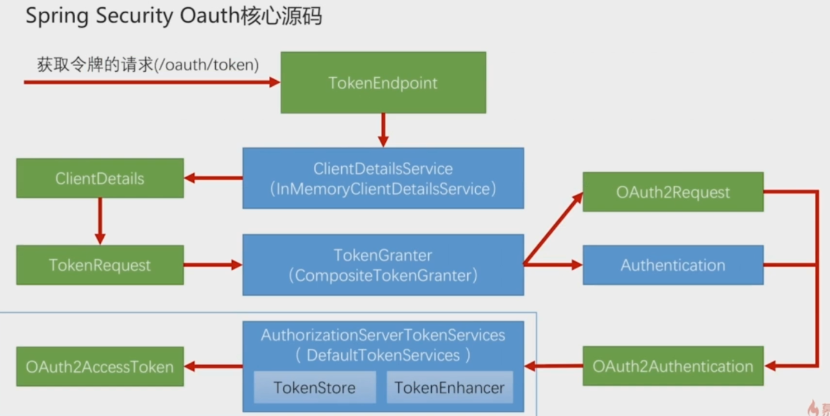 Spring Security Oauth核心源码
获取令牌的请求(/oauth/token)
TokenEndpoint
ClientDetailsService
（InMemoryClientDetailsService）
ClientDetails
OAuth2Request
TokenRequest
TokenGranter
（CompositeTokenGranter）
Authentication
AuthorizationServerTokenServices
（ DefaultTokenServices ）
TokenStore
TokenEnhancer
OAuth2AccessToken
OAuth2Authentication